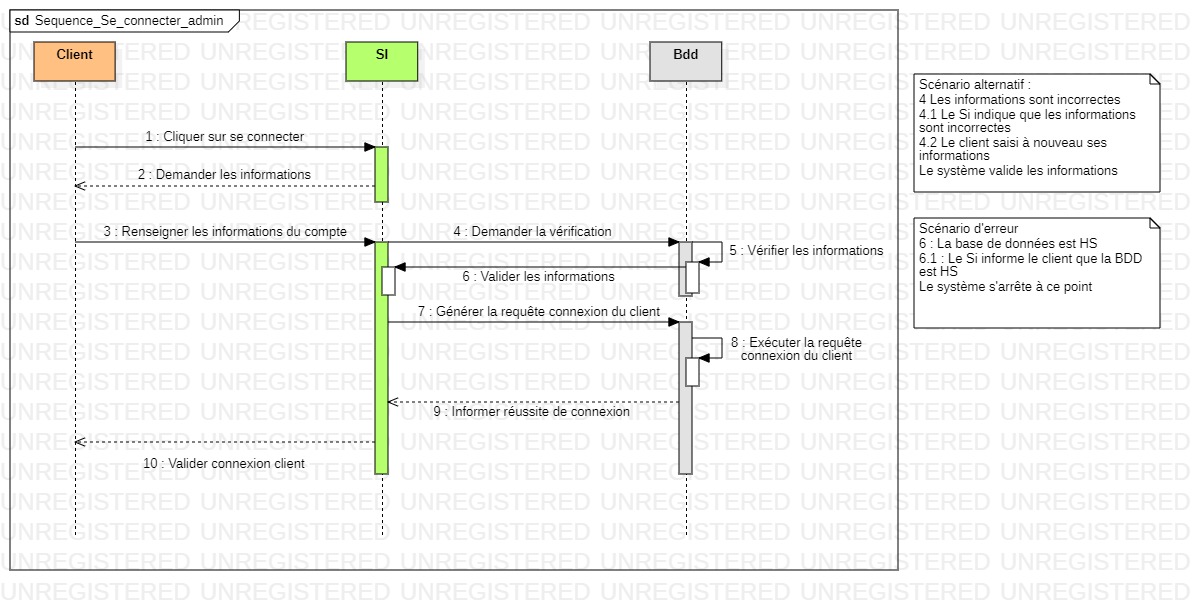 sd Sequence_Se_connecter_admin
Client
SI
Bdd
1 : Cliquer sur se connecter
2 : Demander les informations
3 : Renseigner les informations du compte
4 : Demander la vérification
5 : Vérifier les informations
6 : Valider les informations
7 : Générer la requête connexion du client
8 : Exécuter la requête
connexion du client
9 : Informer réussite de connexion
10 : Valider connexion client
Scénario alternatif :
4 Les informations sont incorrectes
4.1 Le Si indique que les informations
sont incorrectes
4.2 Le client saisi à nouveau ses
informations
Le système valide les informations
Scénario d'erreur
6 : La base de données est HS
6.1 : Le Si informe le client que la BDD
est HS
Le système s'arrête à ce point
UNREGISTERED